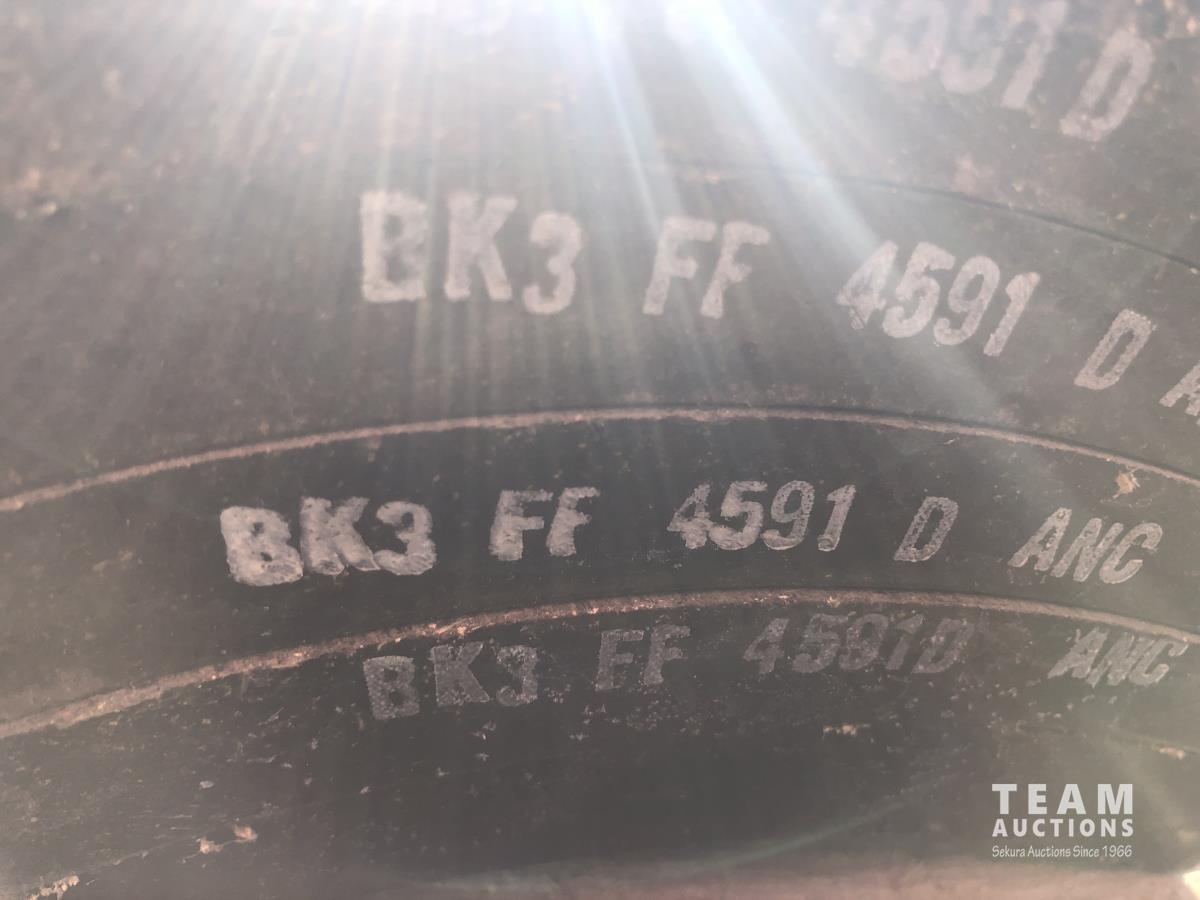 4591 D
BK3 FF 4591 D A
BK3 FF 4591 D ANC
BK3 FF 4591D ANC
TEAM
AUCTIONS
Sekura Auctions Since 1966